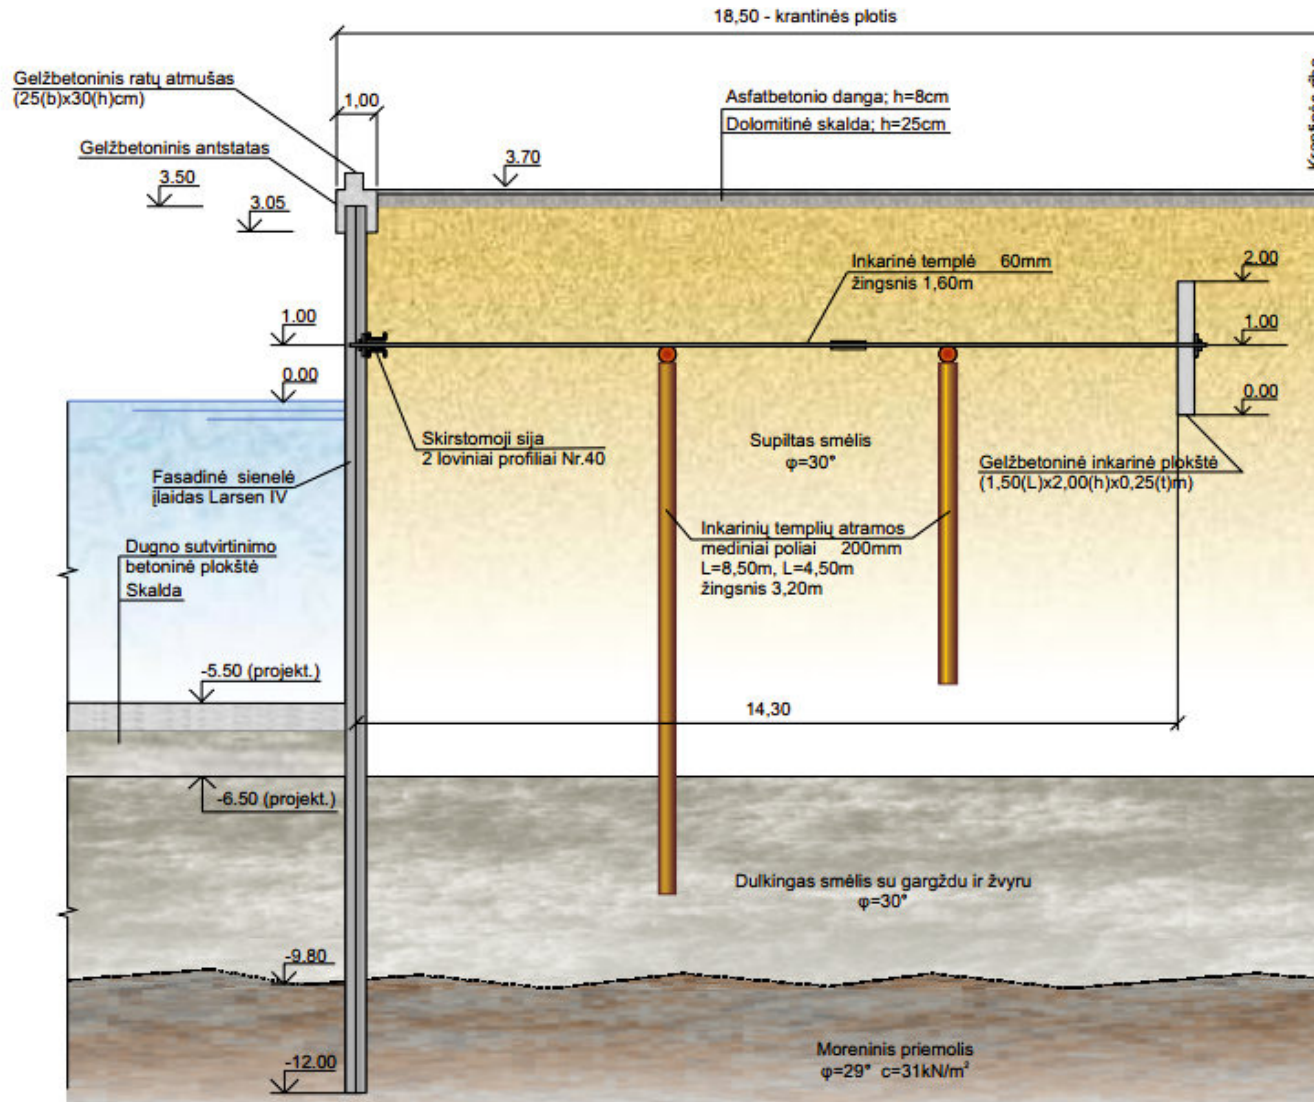 18,50 - krantinės plotis
Gelžbetoninis ratų atmušas
(25(b)x30(h)cm)
1,00
Asfatbetonio danga; h=8cm
Dolomitinė skalda; h=25cm
Gelžbetoninis antstatas
3.50
3.05
3.70
Inkarinė templė 60mm
žingsnis 1,60m
2.00
1.00
1.00
0.00
0.00
Skirstomoji sija
2 loviniai profiliai Nr.40
Supiltas smėlis
φ=30°
Gelžbetoninė inkarinė plokštė
(1,50(L)x2,00(h)x0,25(t)m)
Fasadinė sienelė
įlaidas Larsen IV
Inkarinių templių atramos
mediniai poliai 200mm
L=8,50m, L=4,50m
žingsnis 3,20m
Dugno sutvirtinimo
betoninė plokštė
Skalda
-5.50 (projekt.)
14,30
-6.50 (projekt.)
Dulkingas smėlis su gargždu ir žvyru
φ=30°
-9.80
-12.00
Moreninis priemolis
φ=29° c=31kN/m²